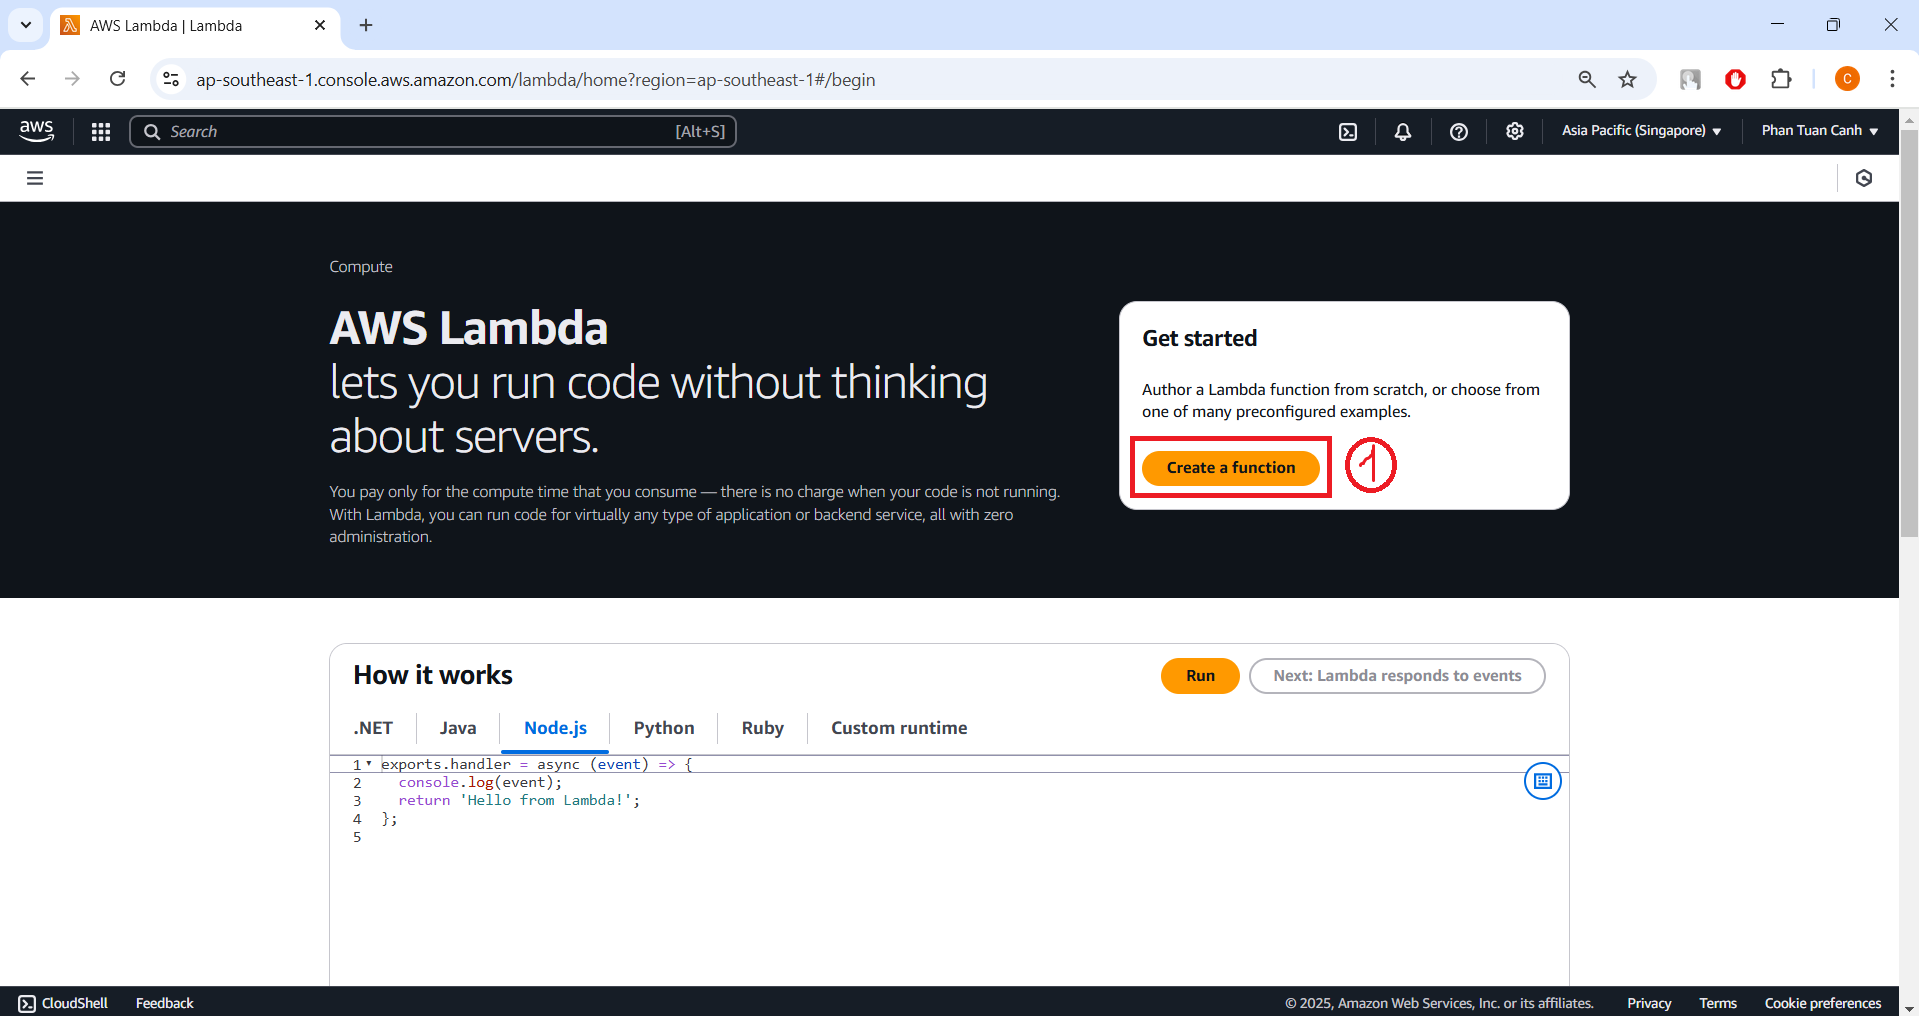 AWS Lambda | Lambda
ap-southeast-1.console.aws.amazon.com/lambda/home?region=ap-southeast-1#/begin
C
aws
Search
[Alt+S]
Asia Pacific (Singapore)
Phan Tuan Canh
Compute
AWS Lambda
lets you run code without thinking
about servers.
You pay only for the compute time that you consume — there is no charge when your code is not running.
With Lambda, you can run code for virtually any type of application or backend service, all with zero
administration.
Get started
Author a Lambda function from scratch, or choose from
one of many preconfigured examples.
Create a function
1
How it works
Run
Next: Lambda responds to events
.NET
Java
Node.js
Python
Ruby
Custom runtime
1 exports.handler = async (event) => {
2 console.log(event);
3 return 'Hello from Lambda!';
4 };
5
CloudShell
Feedback
© 2025, Amazon Web Services, Inc. or its affiliates.
Privacy
Terms
Cookie preferences